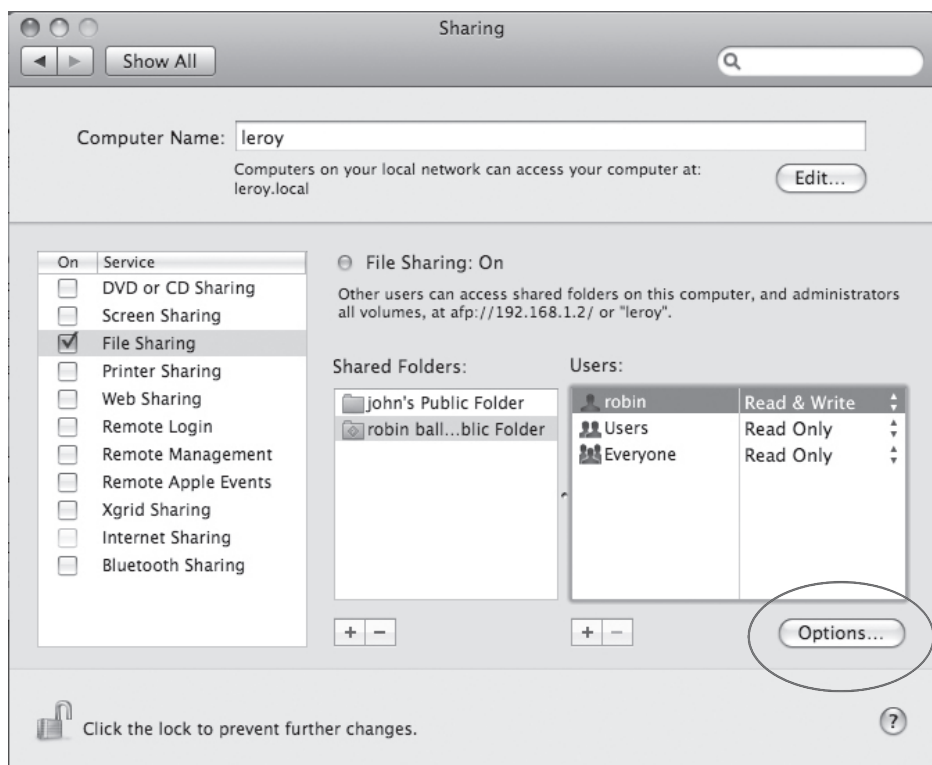 Sharing
Show All
Computer Name: leroy
Computers on your local network can access your computer at:
leroy.local
Edit...
On Service
DVD or CD Sharing
Screen Sharing
File Sharing
Printer Sharing
Web Sharing
Remote Login
Remote Management
Remote Apple Events
Xgrid Sharing
Internet Sharing
Bluetooth Sharing
File Sharing: On
Other users can access shared folders on this computer, and administrators
all volumes, at afp://192.168.1.2/ or "leroy".
Shared Folders:
john's Public Folder
robin ball...blic Folder
+ −
Users:
robin Read & Write
Users Read Only
Everyone Read Only
+ −
Options...
Click the lock to prevent further changes.
?